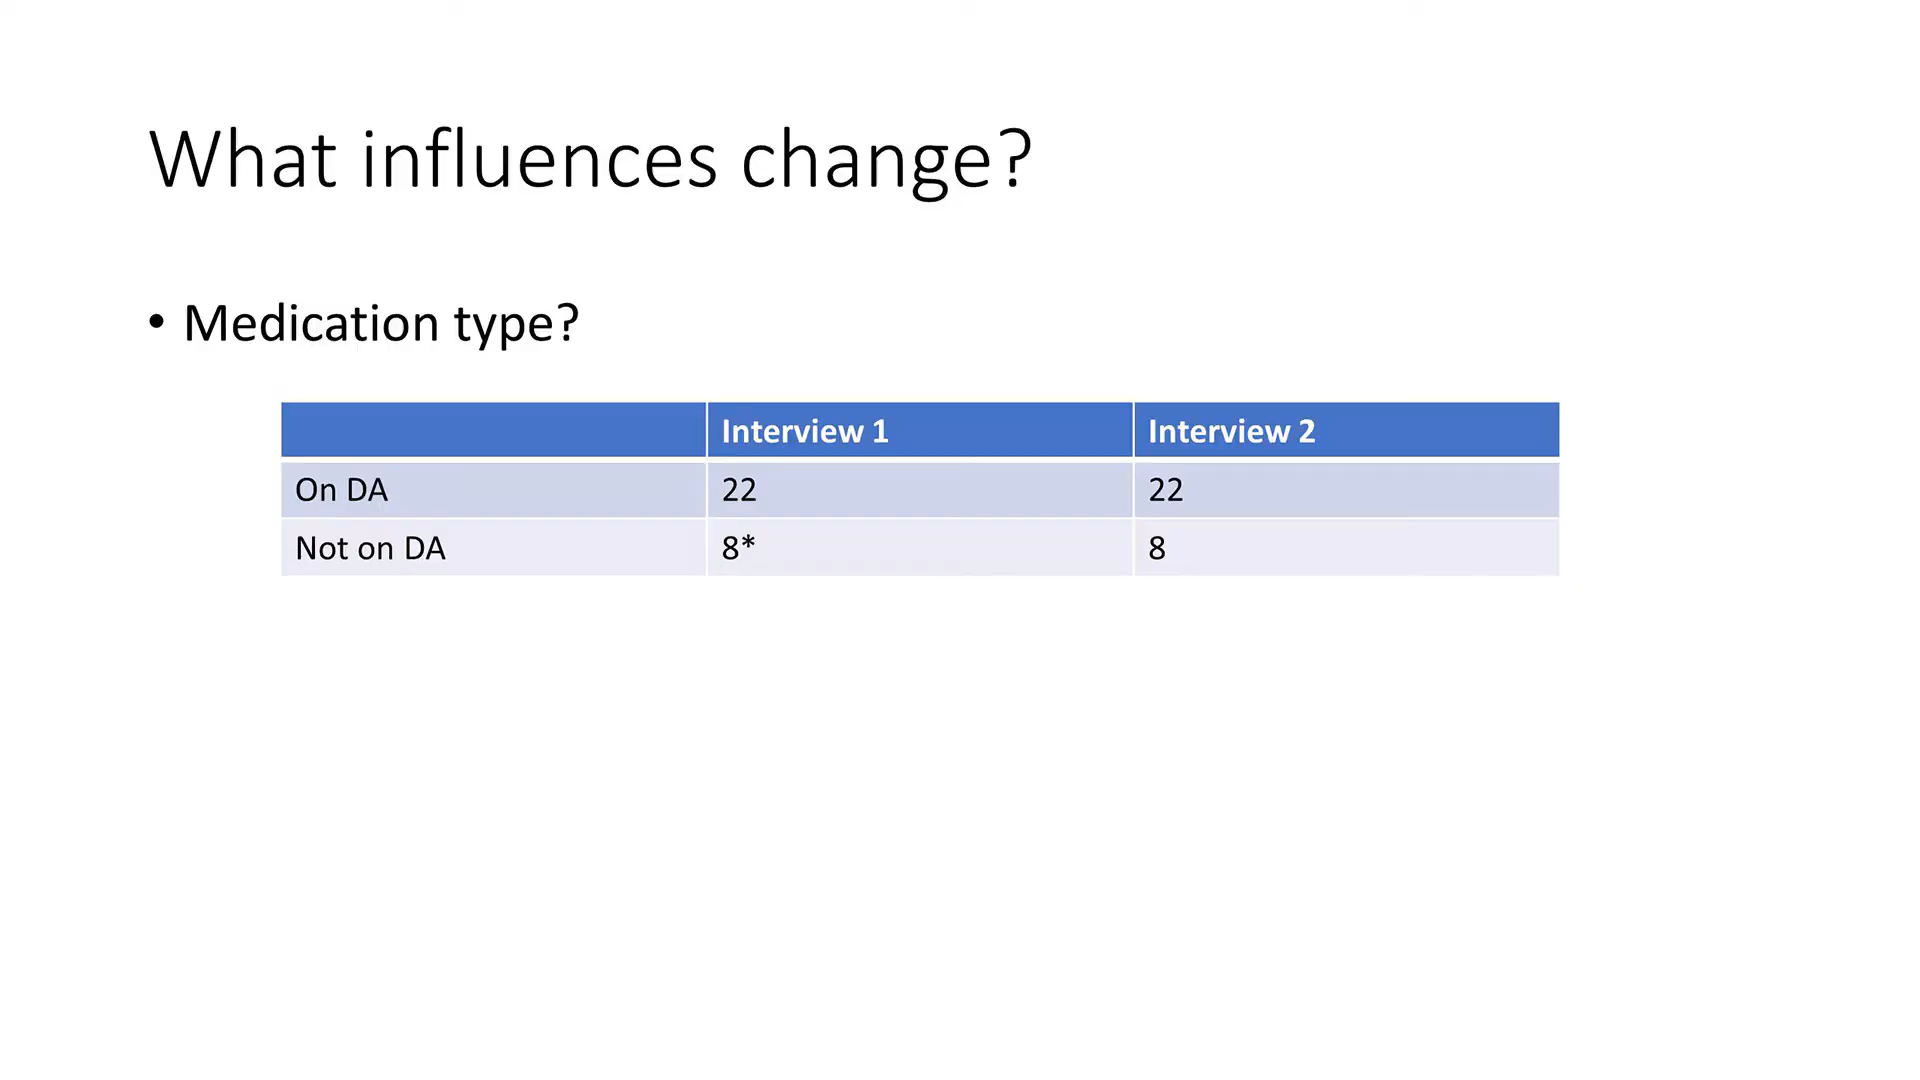 What influences change?
• Medication type?
Interview 1 Interview 2
On DA 22 22
Not on DA 8* 8